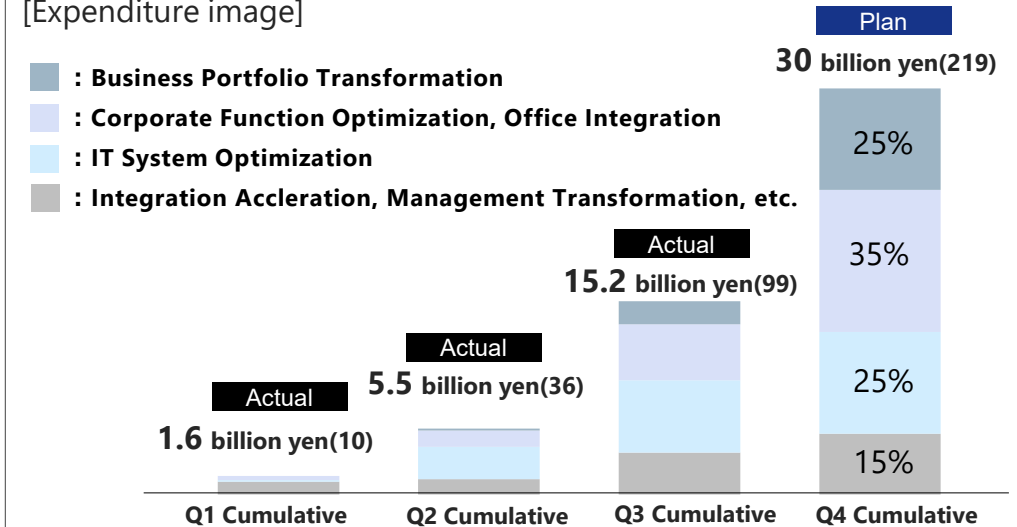 [Expenditure image]
: Business Portfolio Transformation
: Corporate Function Optimization, Office Integration
: IT System Optimization
: Integration Accleration, Management Transformation, etc.
Plan
30 billion yen(219)
25%
35%
25%
15%
Actual
15.2 billion yen(99)
Actual
5.5 billion yen(36)
Actual
1.6 billion yen(10)
Q1 Cumulative
Q2 Cumulative
Q3 Cumulative
Q4 Cumulative